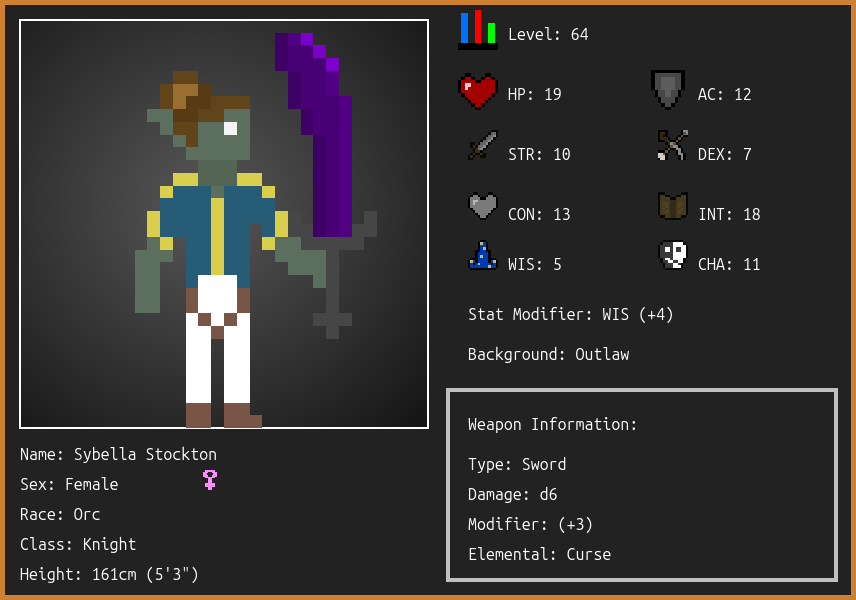 Level: 64
HP: 19
AC: 12
STR: 10
DEX: 7
CON: 13
INT: 18
WIS: 5
CHA: 11
Stat Modifier: WIS (+4)
Background: Outlaw
Weapon Information:
Type: Sword
Damage: d6
Modifier: (+3)
Elemental: Curse
Name: Sybella Stockton
Sex: Female
Race: Orc
Class: Knight
Height: 161cm (5'3")